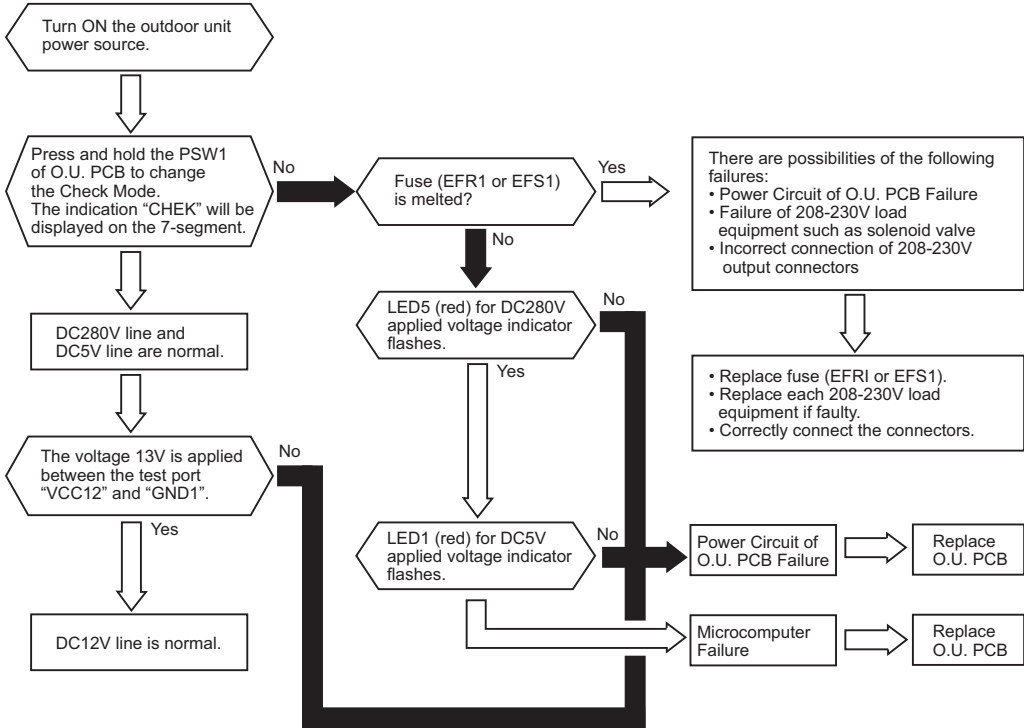 Turn ON the outdoor unit
power source.
Press and hold the PSW1
of O.U. PCB to change
the Check Mode.
The indication “CHEK” will be
displayed on the 7-segment.
No
Fuse (EFR1 or EFS1)
is melted?
Yes
There are possibilities of the following
failures:
• Power Circuit of O.U. PCB Failure
• Failure of 208-230V load
equipment such as solenoid valve
• Incorrect connection of 208-230V
output connectors
No
LED5 (red) for DC280V
applied voltage indicator
flashes.
No
DC280V line and
DC5V line are normal.
Yes
• Replace fuse (EFRI or EFS1).
• Replace each 208-230V load
equipment if faulty.
• Correctly connect the connectors.
The voltage 13V is applied
between the test port
“VCC12” and “GND1”.
No
Yes
LED1 (red) for DC5V
applied voltage indicator
flashes.
No
Power Circuit of
O.U. PCB Failure
Replace
O.U. PCB
DC12V line is normal.
Microcomputer
Failure
Replace
O.U. PCB